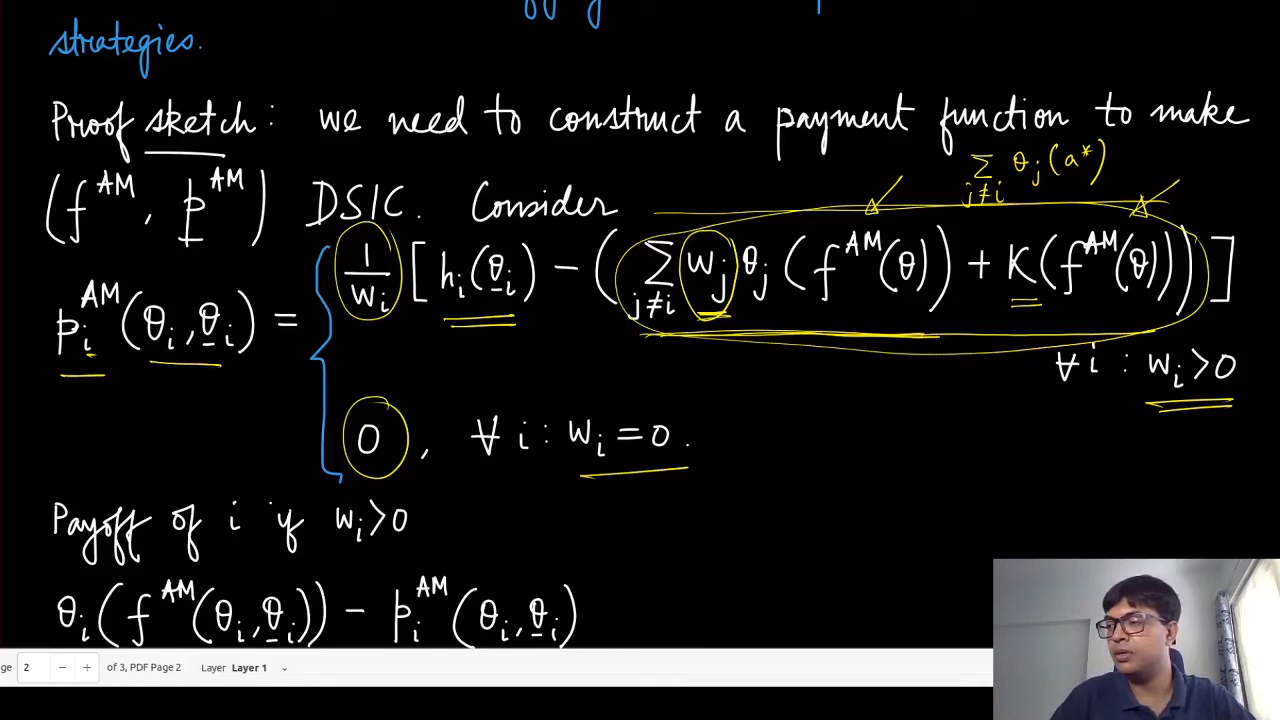 strategies.
Proof sketch : we need to construct a payment function to make
∑_{j≠i} θ_j(a*)
(f^{AM}, p^{AM}) DSIC. Consider
p_i^{AM}(θ_i, θ_{-i}) = { 1/w_i [h_i(θ_{-i}) − (∑_{j≠i} w_j θ_j(f^{AM}(θ)) + K(f^{AM}(θ)))]
∀ i : w_i > 0
0 , ∀ i : w_i = 0 .
Payoff of i if w_i > 0
θ_i(f^{AM}(θ_i, θ_{-i})) − p_i^{AM}(θ_i, θ_{-i})
ge 2 − + of 3, PDF Page 2 Layer Layer 1